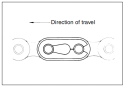 Direction of travel